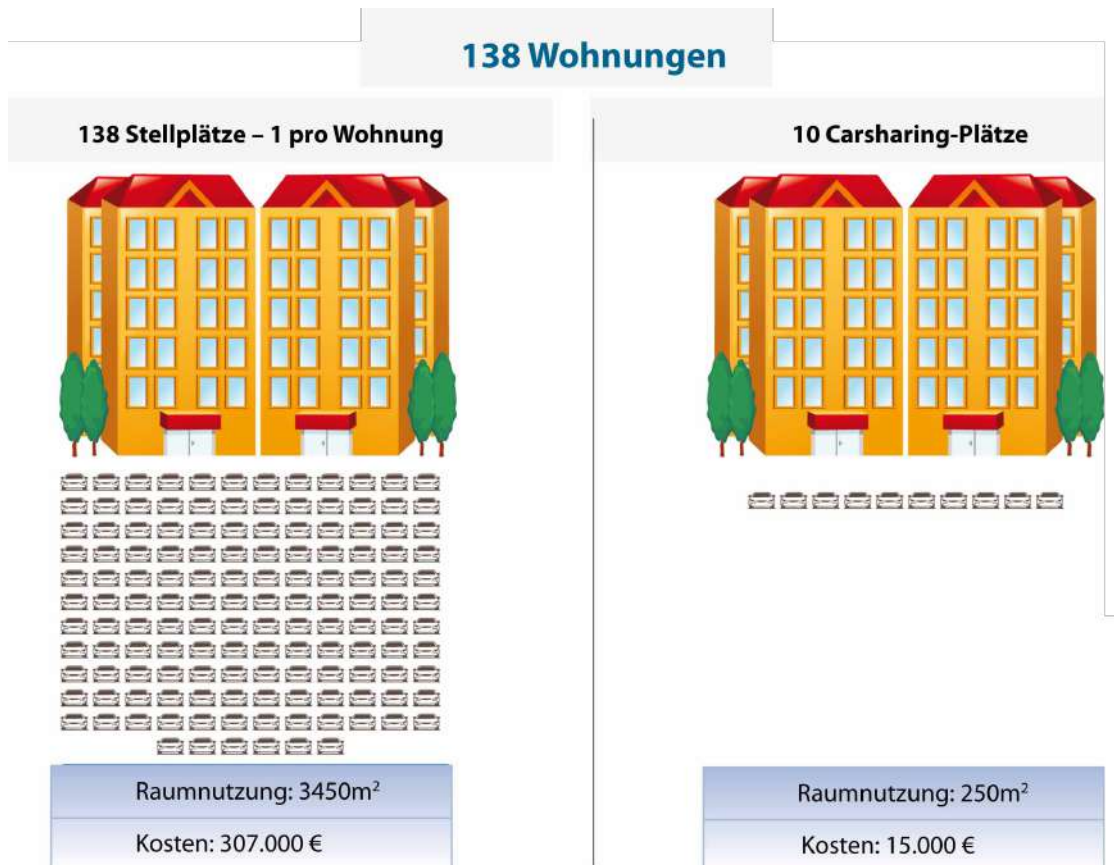 138 Wohnungen
138 Stellplätze – 1 pro Wohnung
10 Carsharing-Plätze
Raumnutzung: 3450m²
Kosten: 307.000 €
Raumnutzung: 250m²
Kosten: 15.000 €